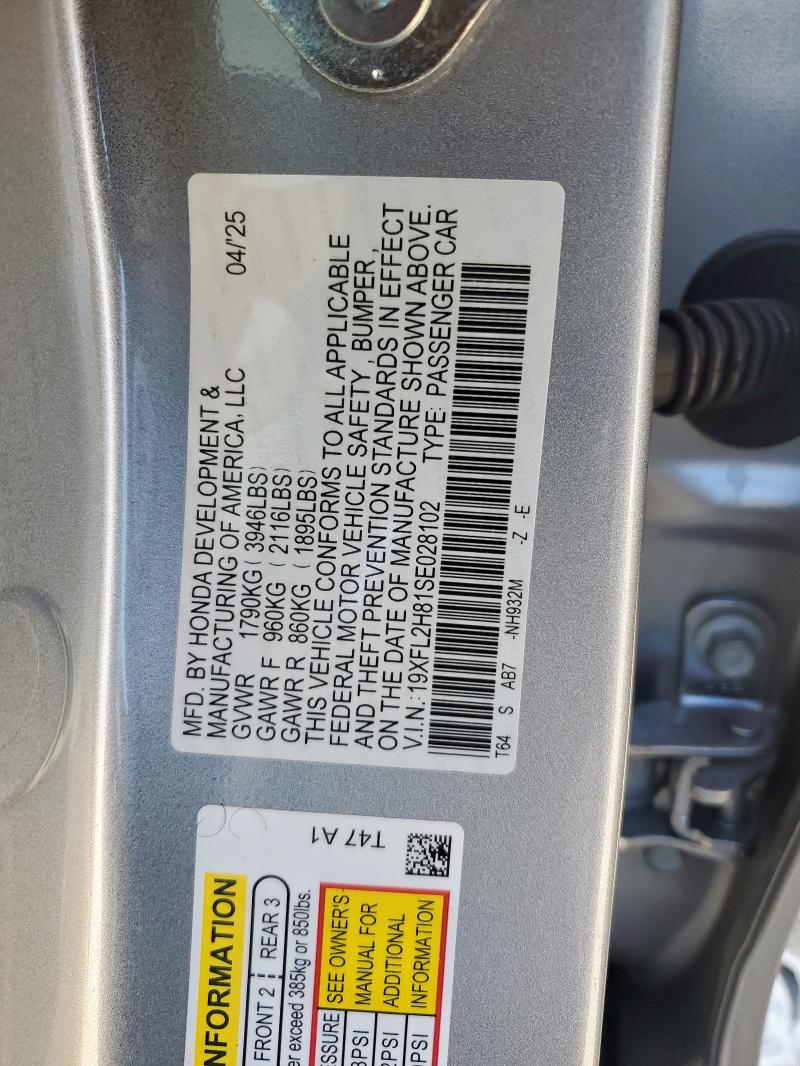 MFD. BY HONDA DEVELOPMENT &
MANUFACTURING OF AMERICA, LLC 04/'25
GVWR 1790KG ( 3946LBS)
GAWR F 960KG ( 2116LBS)
GAWR R 860KG ( 1895LBS)
THIS VEHICLE CONFORMS TO ALL APPLICABLE
FEDERAL MOTOR VEHICLE SAFETY , BUMPER ,
AND THEFT PREVENTION STANDARDS IN EFFECT
ON THE DATE OF MANUFACTURE SHOWN ABOVE.
V.I.N.:19XFL2H81SE028102 TYPE: PASSENGER CAR
T64 S AB7 -NH932M -Z -E
T47 A1
NFORMATION
FRONT 2 REAR 3
er exceed 385kg or 850lbs.
SSURE SEE OWNER'S
PSI MANUAL FOR
PSI ADDITIONAL
PSI INFORMATION